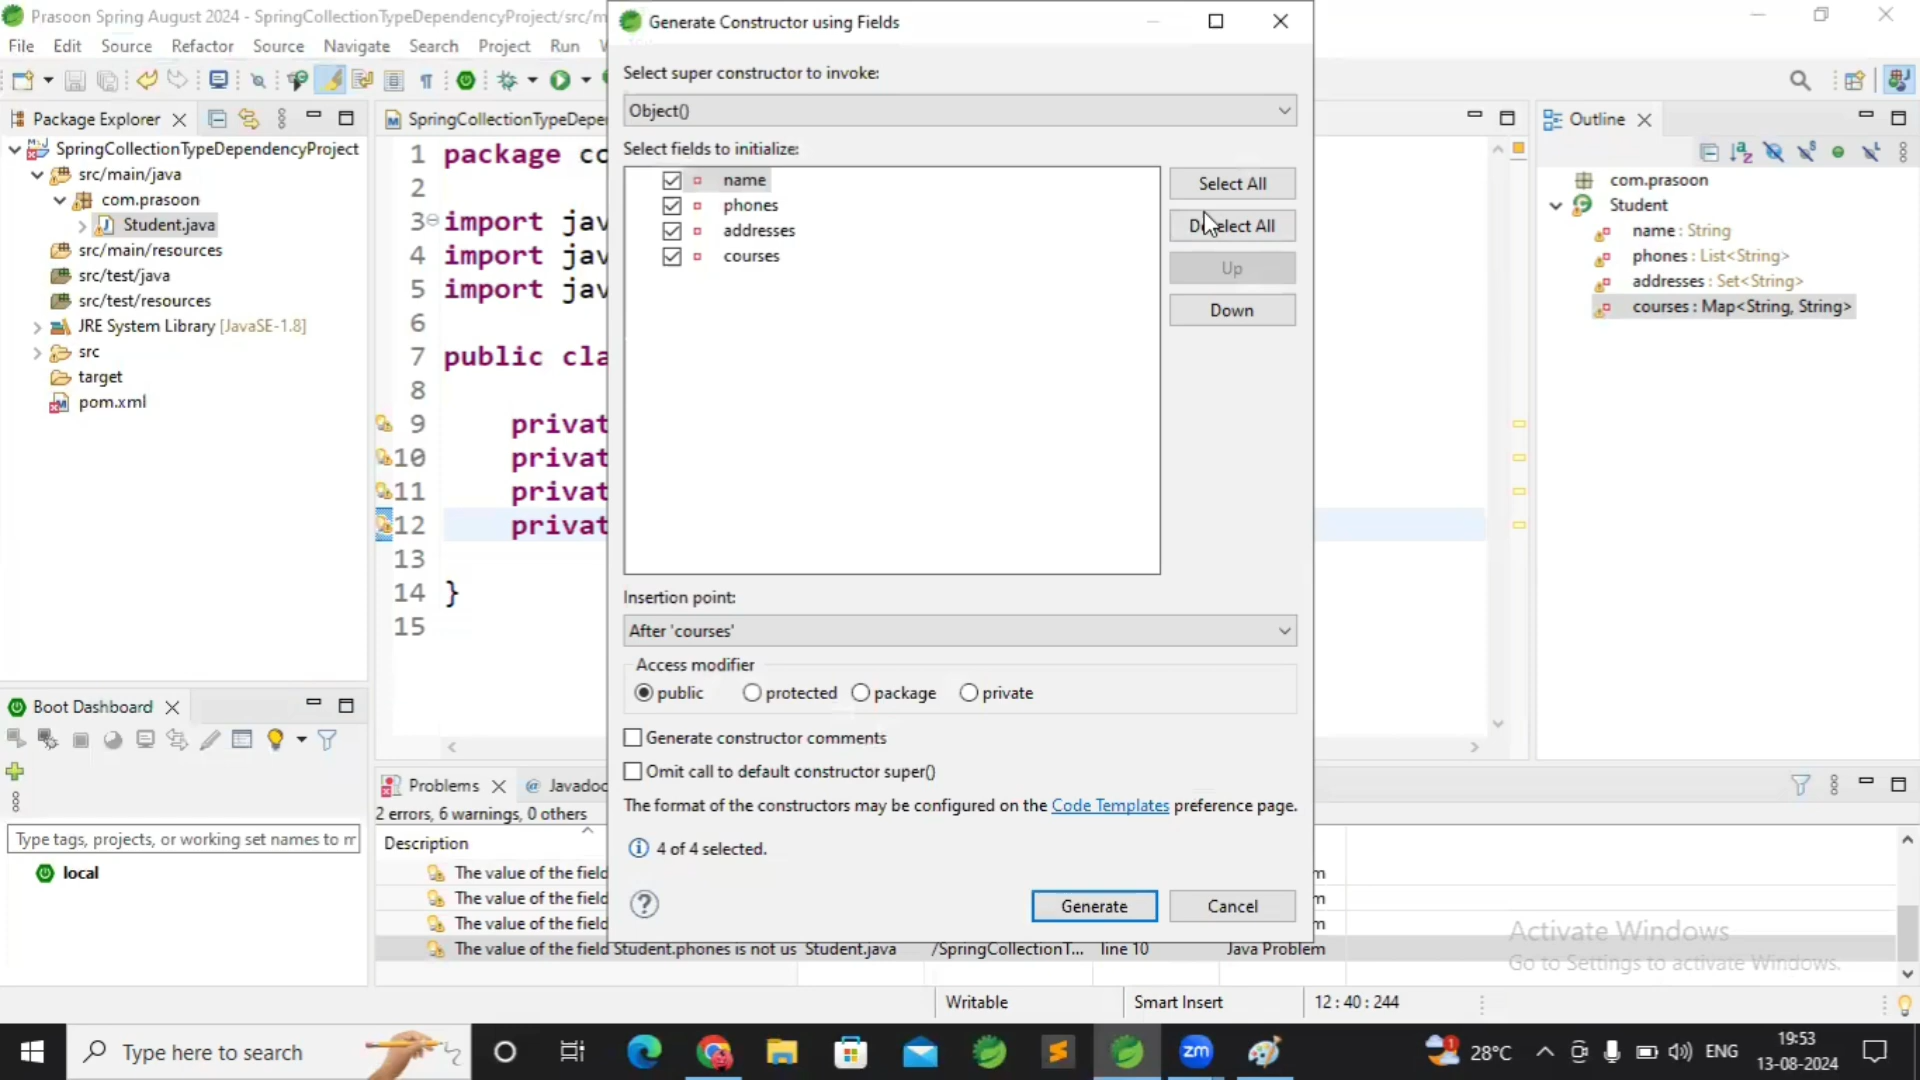 Prasoon Spring August 2024 - SpringCollectionTypeDependencyProject/src/m
File Edit Source Refactor Source Navigate Search Project Run
Package Explorer
SpringCollectionTypeDependencyProject
src/main/java
com.prasoon
Student.java
src/main/resources
src/test/java
src/test/resources
JRE System Library [JavaSE-1.8]
src
target
pom.xml
Boot Dashboard
Type tags, projects, or working set names to m
local
SpringCollectionTypeDepe
1 package co
2
3 import jav
4 import jav
5 import jav
6
7 public cla
8
9 privat
10 privat
11 privat
12 privat
13
14 }
15
Generate Constructor using Fields
Select super constructor to invoke:
Object()
Select fields to initialize:
name
phones
addresses
courses
Select All
Deselect All
Up
Down
Insertion point:
After 'courses'
Access modifier
public protected package private
Generate constructor comments
Omit call to default constructor super()
The format of the constructors may be configured on the Code Templates preference page.
4 of 4 selected.
Generate Cancel
Outline
com.prasoon
Student
name : String
phones : List<String>
addresses : Set<String>
courses : Map<String, String>
Problems @ Javadoc
2 errors, 6 warnings, 0 others
Description
The value of the field
The value of the field
The value of the field
The value of the field Student.phones is not us Student.java /SpringCollectionT... line 10 Java Problem
Activate Windows
Go to Settings to activate Windows.
Writable Smart Insert 12 : 40 : 244
Type here to search
zm
28°C ENG
19:53
13-08-2024